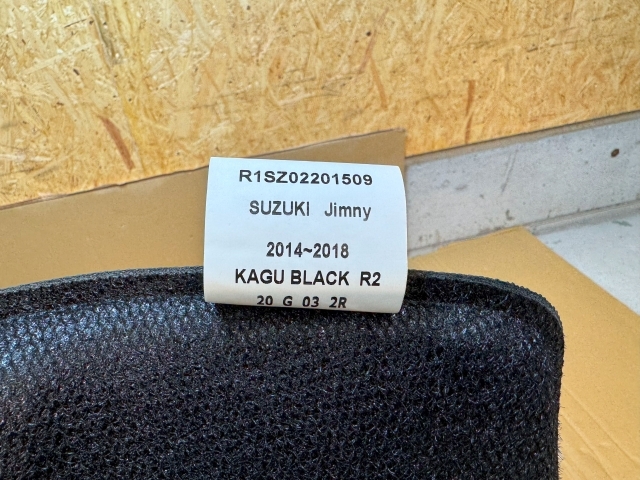 R1SZ02201509
SUZUKI Jimny
2014~2018
KAGU BLACK R2
20 G 03 2R